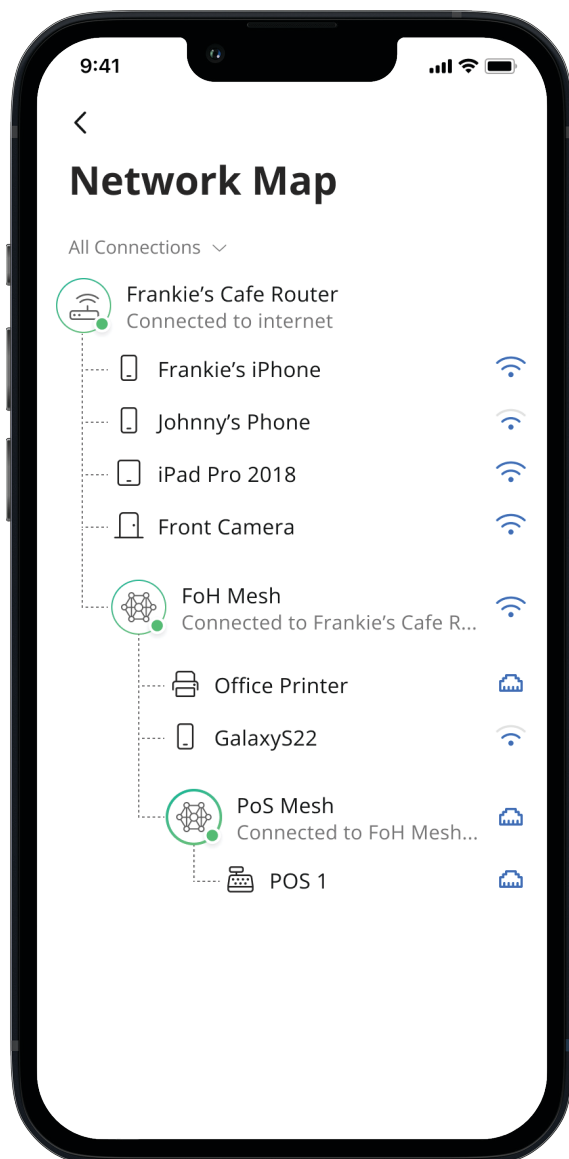 9:41
Network Map
All Connections
Frankie’s Cafe Router
Connected to internet
Frankie’s iPhone
Johnny’s Phone
iPad Pro 2018
Front Camera
FoH Mesh
Connected to Frankie’s Cafe R...
Office Printer
GalaxyS22
PoS Mesh
Connected to FoH Mesh...
POS 1